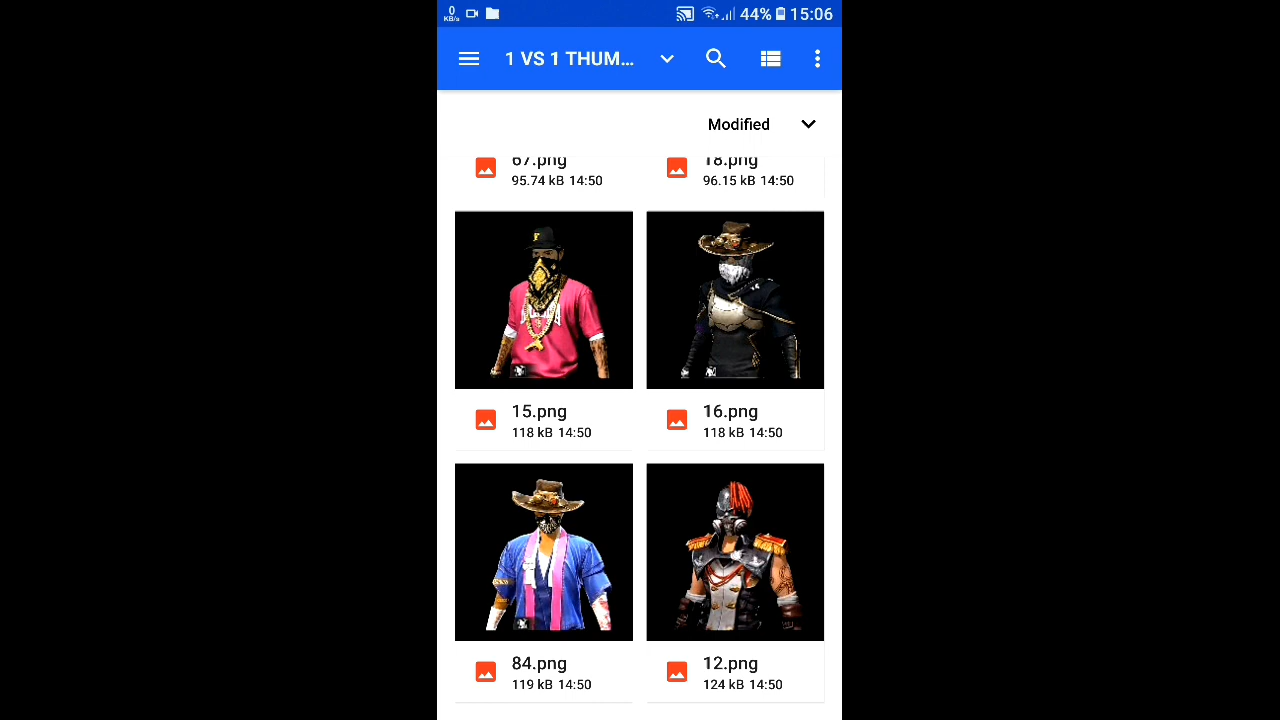 0 KB/s 44% 15:06
1 VS 1 THUM...
Modified
67.png 18.png
95.74 kB 14:50 96.15 kB 14:50
15.png 16.png
118 kB 14:50 118 kB 14:50
84.png 12.png
119 kB 14:50 124 kB 14:50